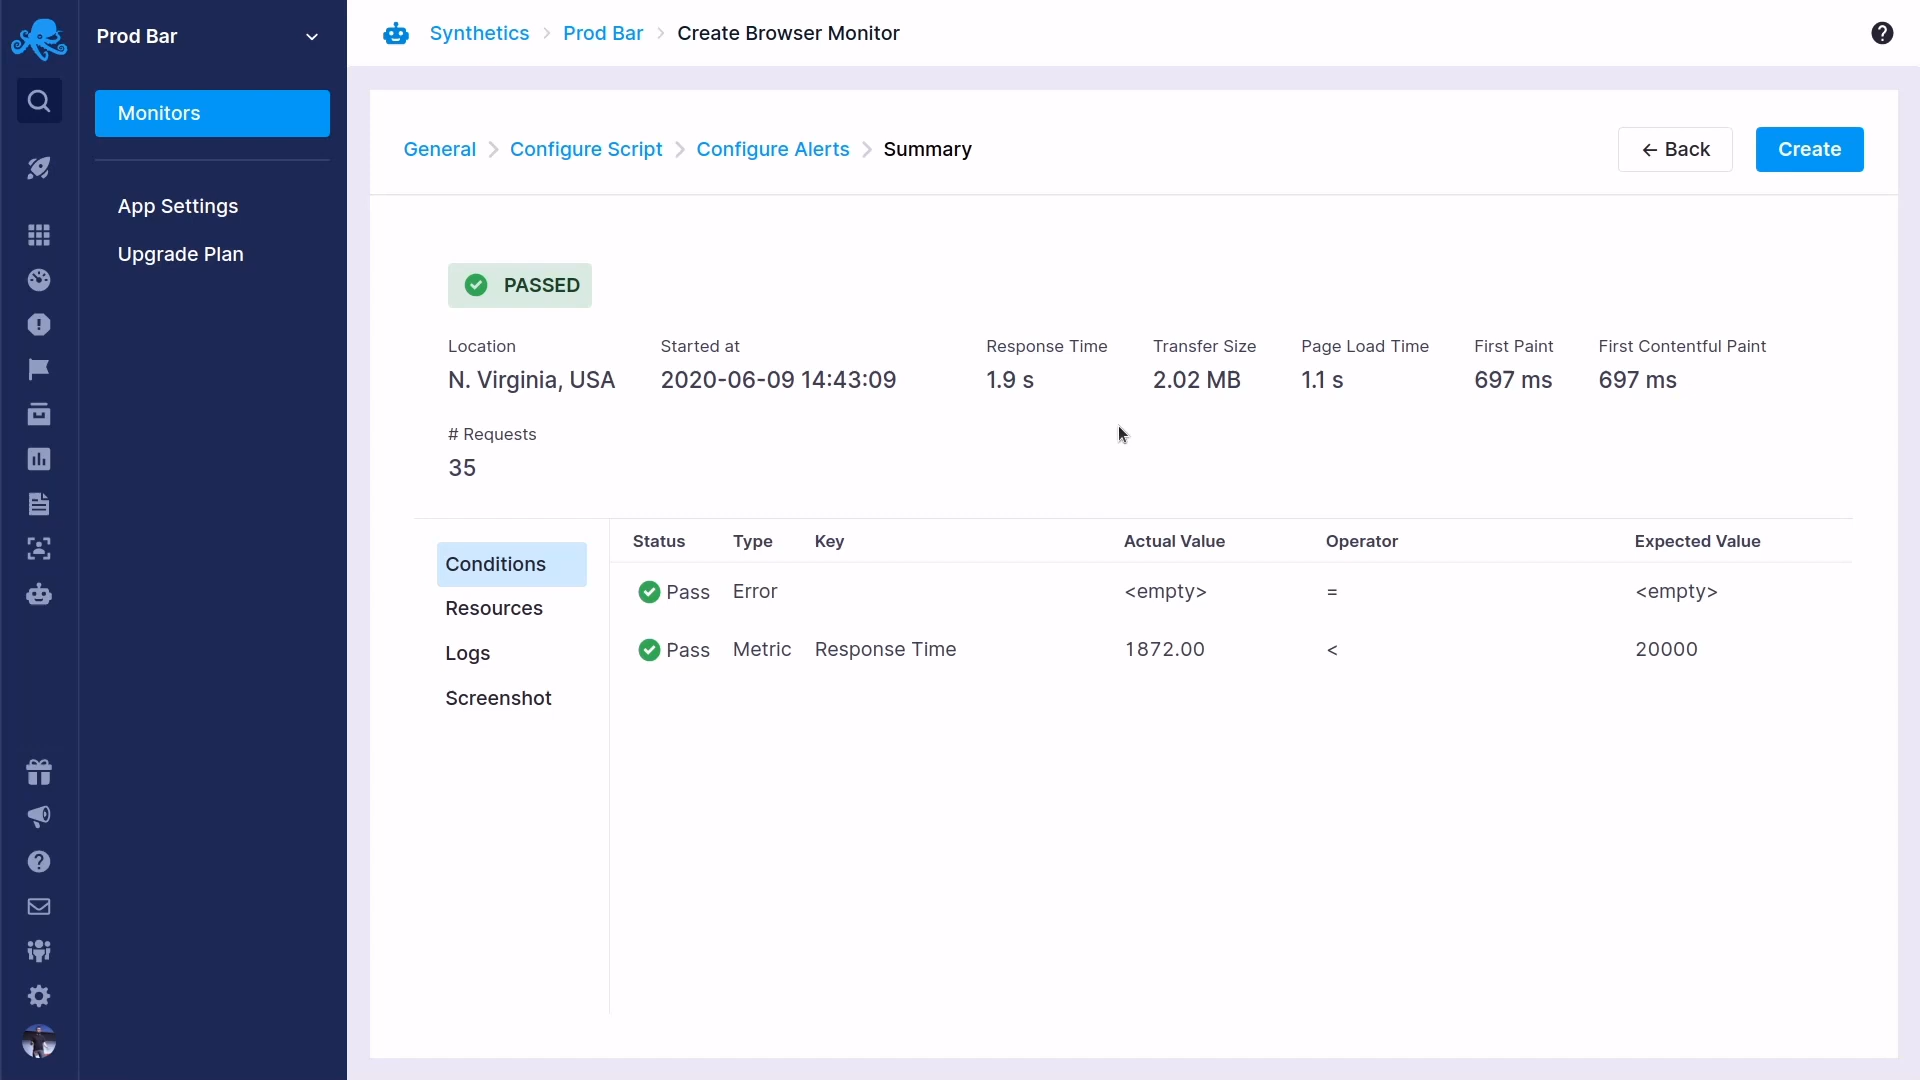 Prod Bar
Monitors
App Settings
Upgrade Plan
Synthetics > Prod Bar > Create Browser Monitor
General > Configure Script > Configure Alerts > Summary
← Back
Create
PASSED
Location Started at Response Time Transfer Size Page Load Time First Paint First Contentful Paint
N. Virginia, USA 2020-06-09 14:43:09 1.9 s 2.02 MB 1.1 s 697 ms 697 ms
# Requests
35
Conditions
Resources
Logs
Screenshot
Status Type Key Actual Value Operator Expected Value
Pass Error <empty> = <empty>
Pass Metric Response Time 1872.00 < 20000